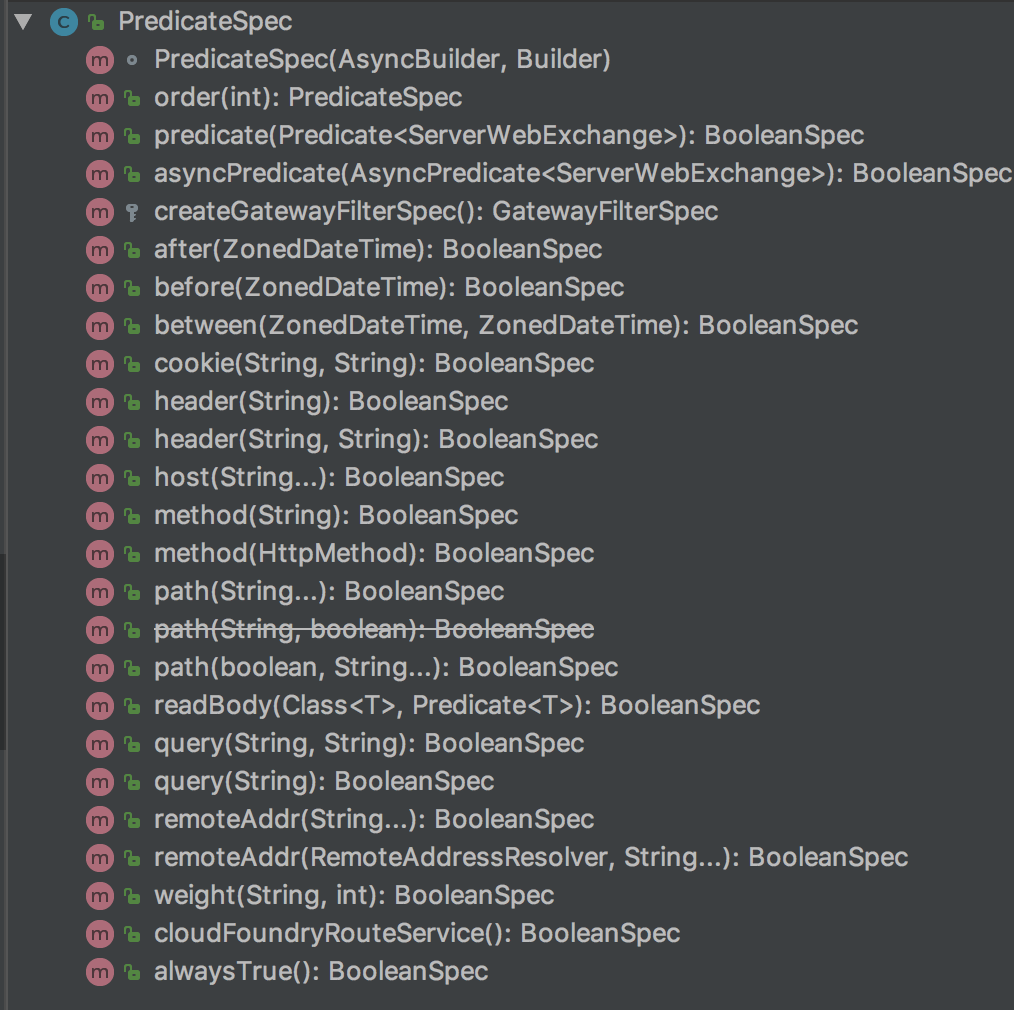 C PredicateSpec
m PredicateSpec(AsyncBuilder, Builder)
m order(int): PredicateSpec
m predicate(Predicate<ServerWebExchange>): BooleanSpec
m asyncPredicate(AsyncPredicate<ServerWebExchange>): BooleanSpec
m createGatewayFilterSpec(): GatewayFilterSpec
m after(ZonedDateTime): BooleanSpec
m before(ZonedDateTime): BooleanSpec
m between(ZonedDateTime, ZonedDateTime): BooleanSpec
m cookie(String, String): BooleanSpec
m header(String): BooleanSpec
m header(String, String): BooleanSpec
m host(String...): BooleanSpec
m method(String): BooleanSpec
m method(HttpMethod): BooleanSpec
m path(String...): BooleanSpec
m path(String, boolean): BooleanSpec
m path(boolean, String...): BooleanSpec
m readBody(Class<T>, Predicate<T>): BooleanSpec
m query(String, String): BooleanSpec
m query(String): BooleanSpec
m remoteAddr(String...): BooleanSpec
m remoteAddr(RemoteAddressResolver, String...): BooleanSpec
m weight(String, int): BooleanSpec
m cloudFoundryRouteService(): BooleanSpec
m alwaysTrue(): BooleanSpec